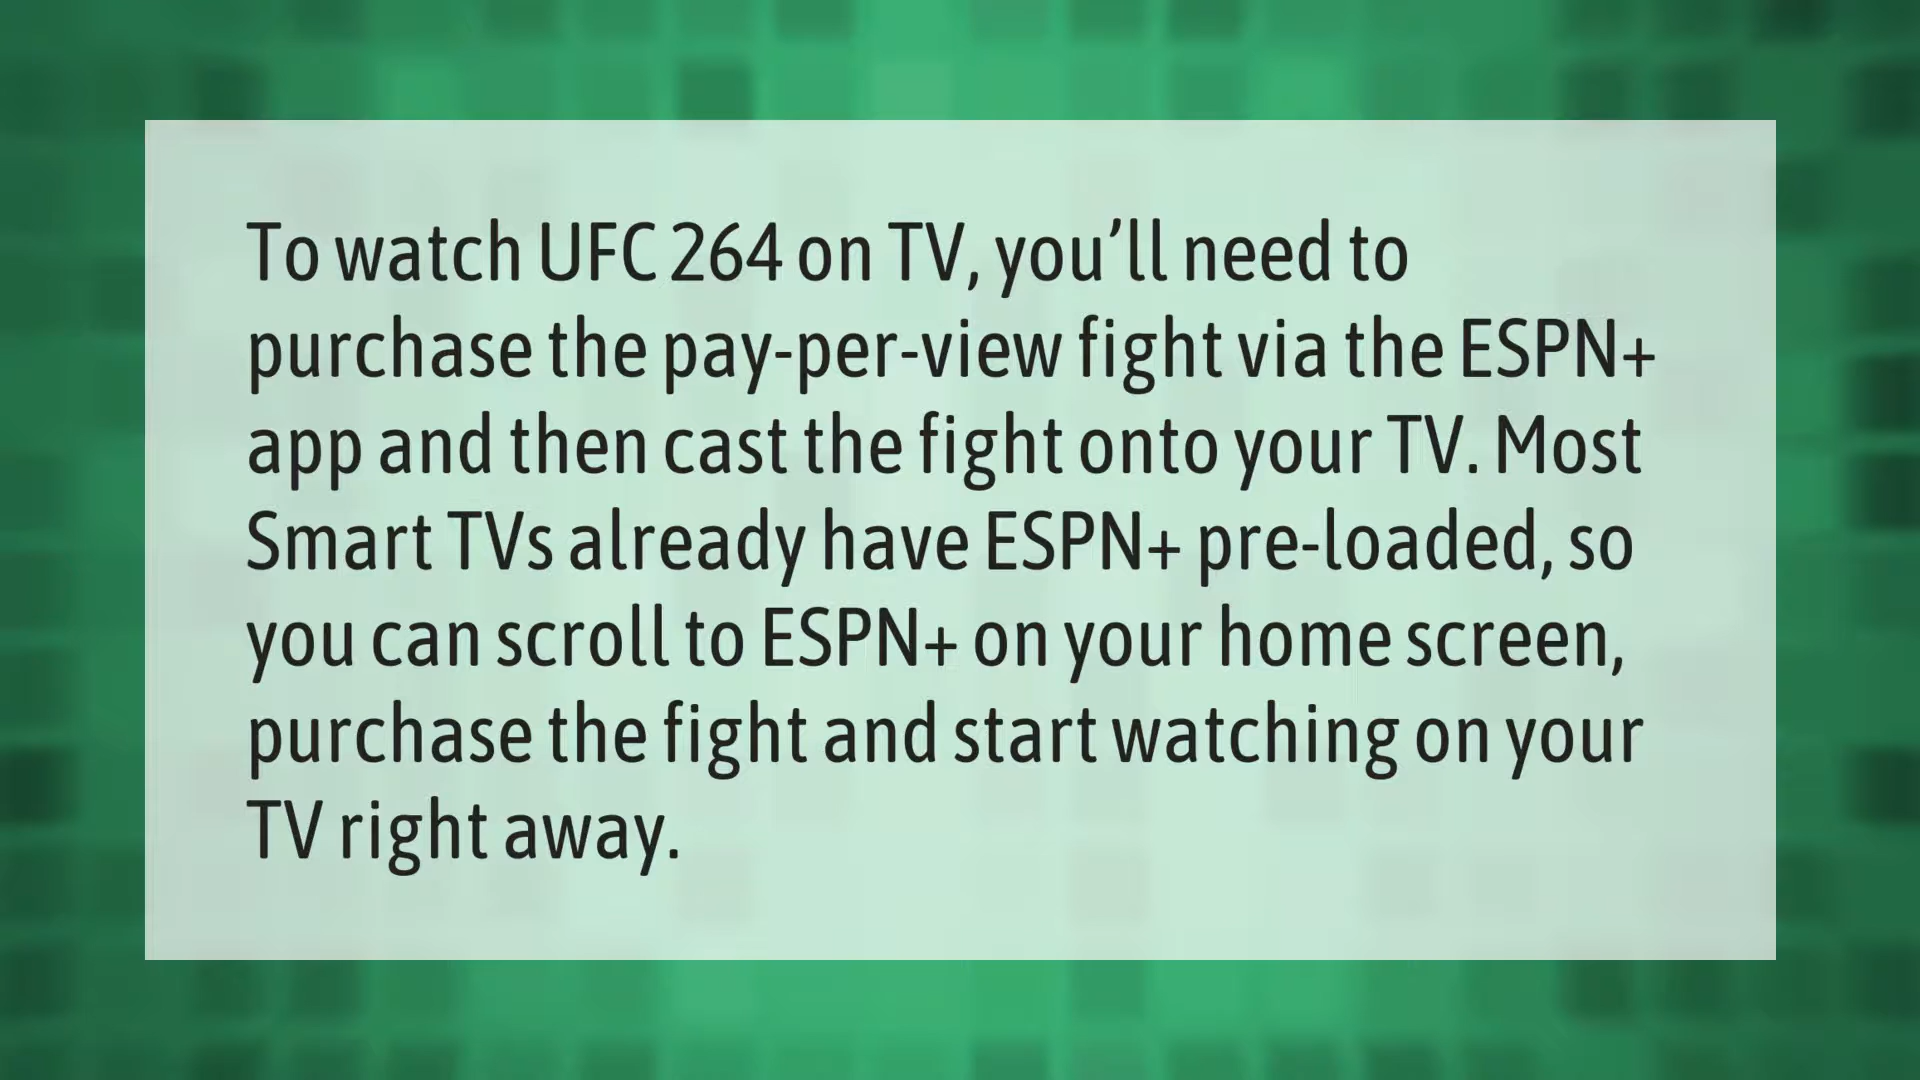 To watch UFC 264 on TV, you’ll need to
purchase the pay-per-view fight via the ESPN+
app and then cast the fight onto your TV. Most
Smart TVs already have ESPN+ pre-loaded, so
you can scroll to ESPN+ on your home screen,
purchase the fight and start watching on your
TV right away.